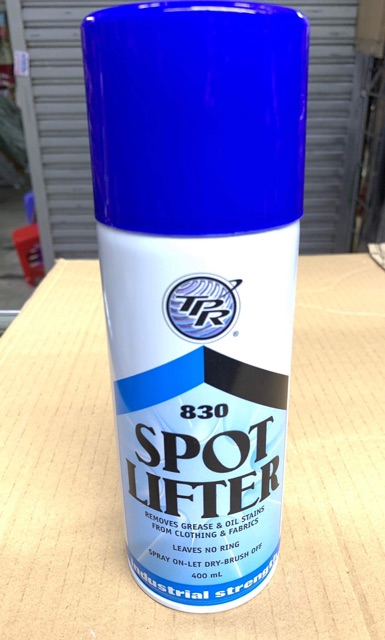 TPR
®
830
SPOT
LIFTER
REMOVES GREASE & OIL STAINS
FROM CLOTHING & FABRICS
LEAVES NO RING
SPRAY ON-LET DRY-BRUSH OFF
400 mL
industrial strength